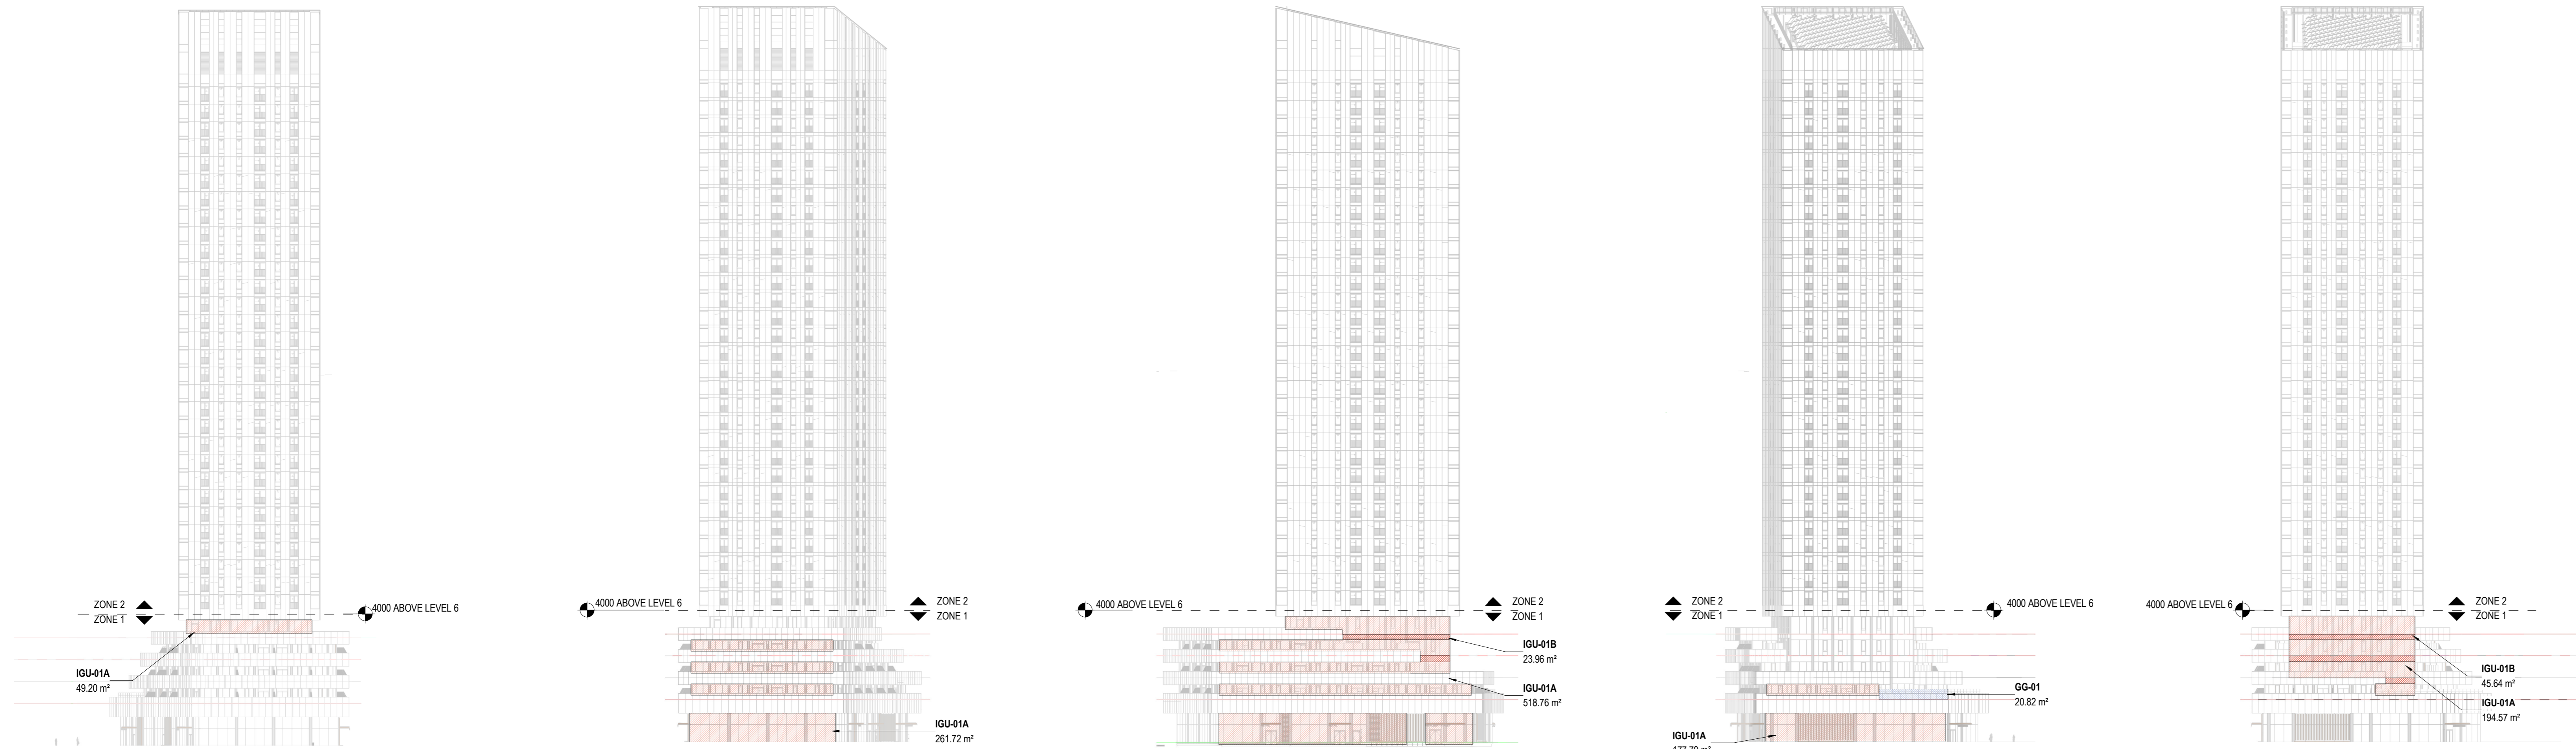 ZONE 2
ZONE 1
4000 ABOVE LEVEL 6
IGU-01A
49.20 m²
4000 ABOVE LEVEL 6
ZONE 2
ZONE 1
IGU-01A
261.72 m²
4000 ABOVE LEVEL 6
ZONE 2
ZONE 1
IGU-01B
23.96 m²
IGU-01A
518.76 m²
ZONE 2
ZONE 1
4000 ABOVE LEVEL 6
GG-01
20.82 m²
IGU-01A
4000 ABOVE LEVEL 6
ZONE 2
ZONE 1
IGU-01B
45.64 m²
IGU-01A
194.57 m²